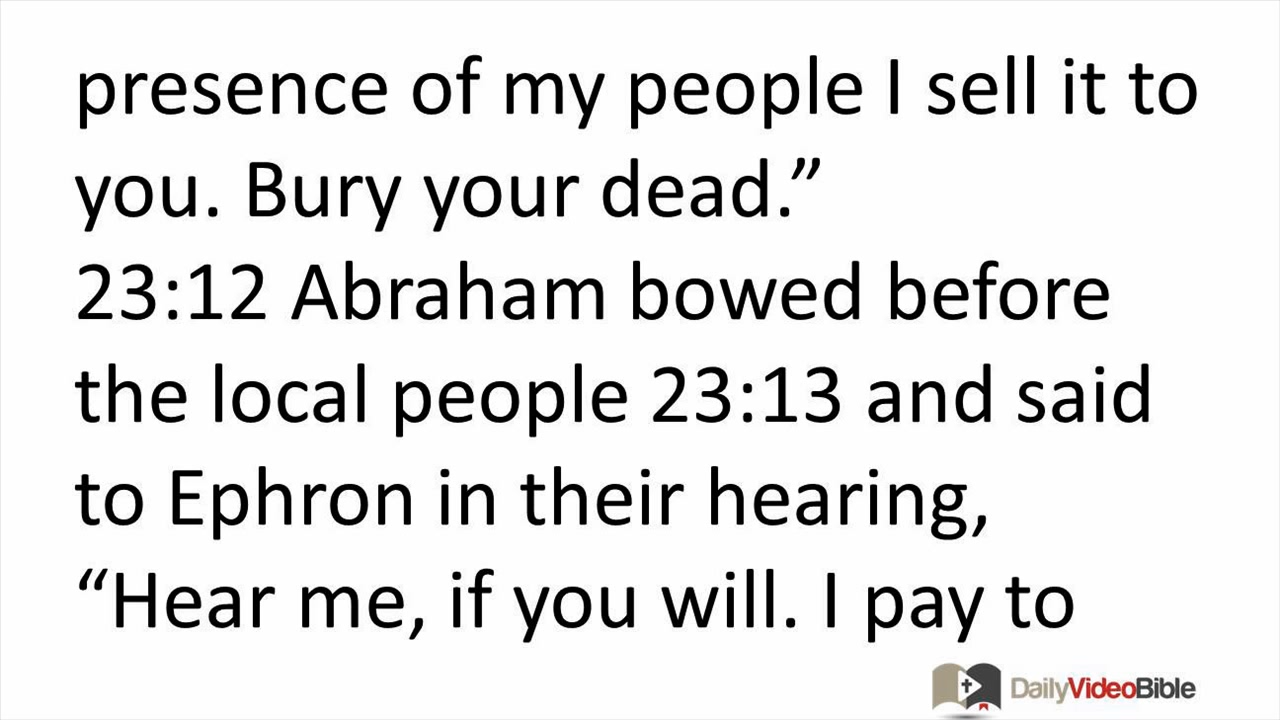 presence of my people I sell it to
you. Bury your dead.”
23:12 Abraham bowed before
the local people 23:13 and said
to Ephron in their hearing,
“Hear me, if you will. I pay to
DailyVideoBible